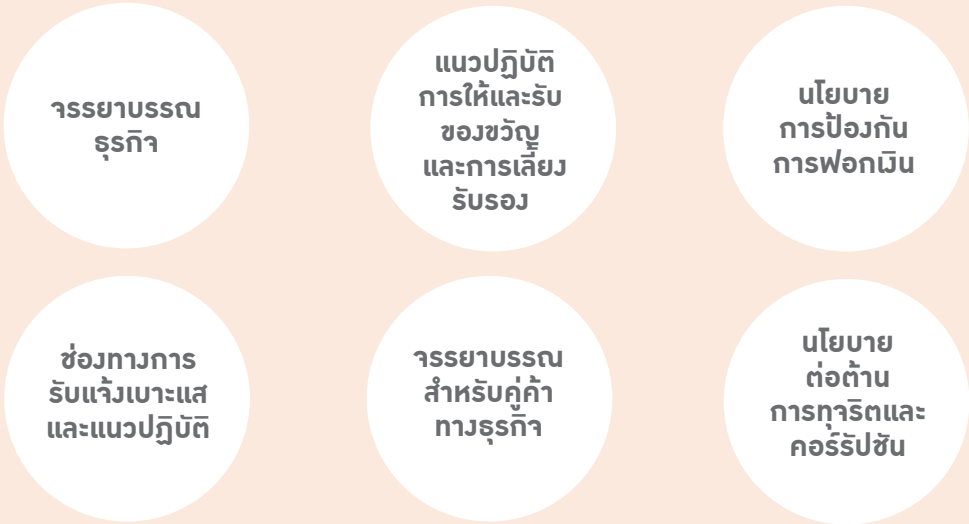 จรรยาบรรณ
ธุรกิจ
แนวปฏิบัติ
การให้และรับ
ของขวัญ
และการเลี้ยง
รับรอง
นโยบาย
การป้องกัน
การฟอกเงิน
ช่องทางการ
รับแจ้งเบาะแส
และแนวปฏิบัติ
จรรยาบรรณ
สำหรับคู่ค้า
ทางธุรกิจ
นโยบาย
ต่อต้าน
การทุจริตและ
คอร์รัปชัน